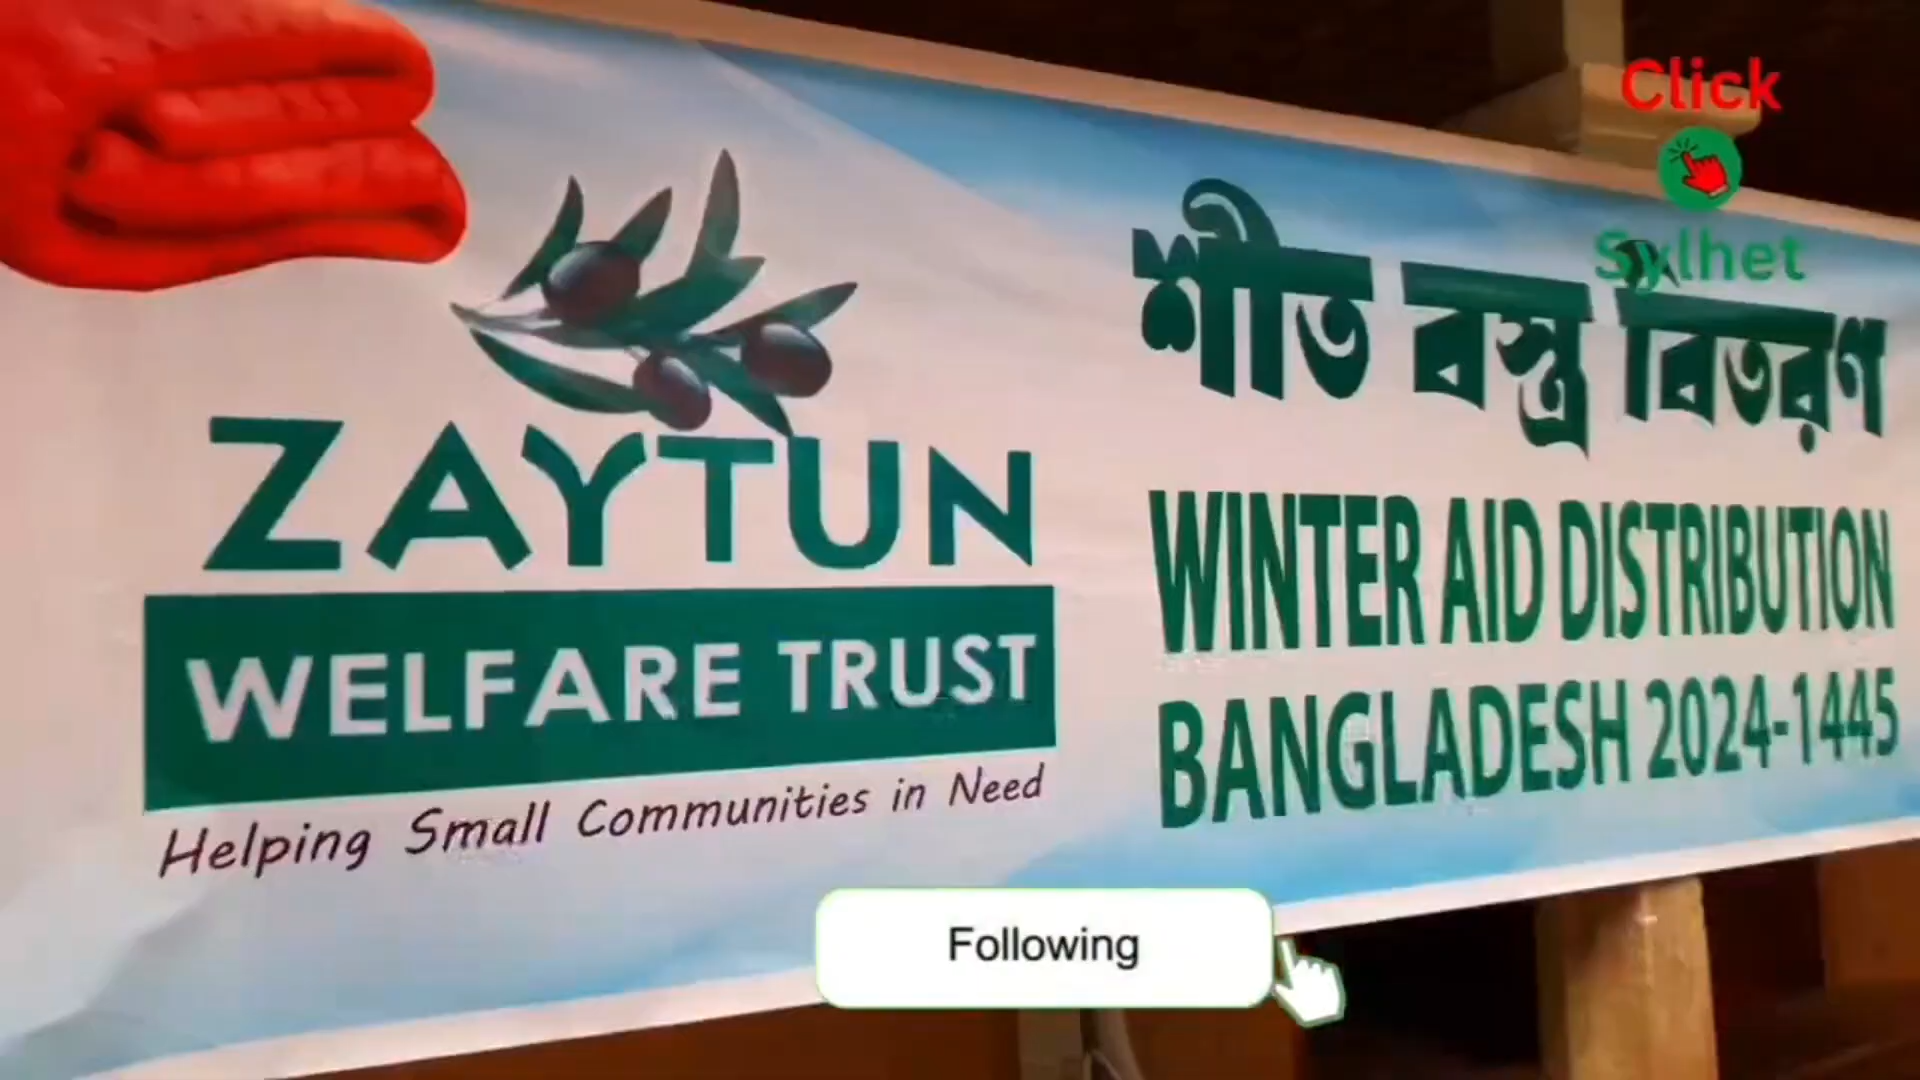 ZAYTUN
WELFARE TRUST
Helping Small Communities in Need
শীত বস্ত্র বিতরণ
WINTER AID DISTRIBUTION
BANGLADESH 2024-1445
Click
Sylhet
Following